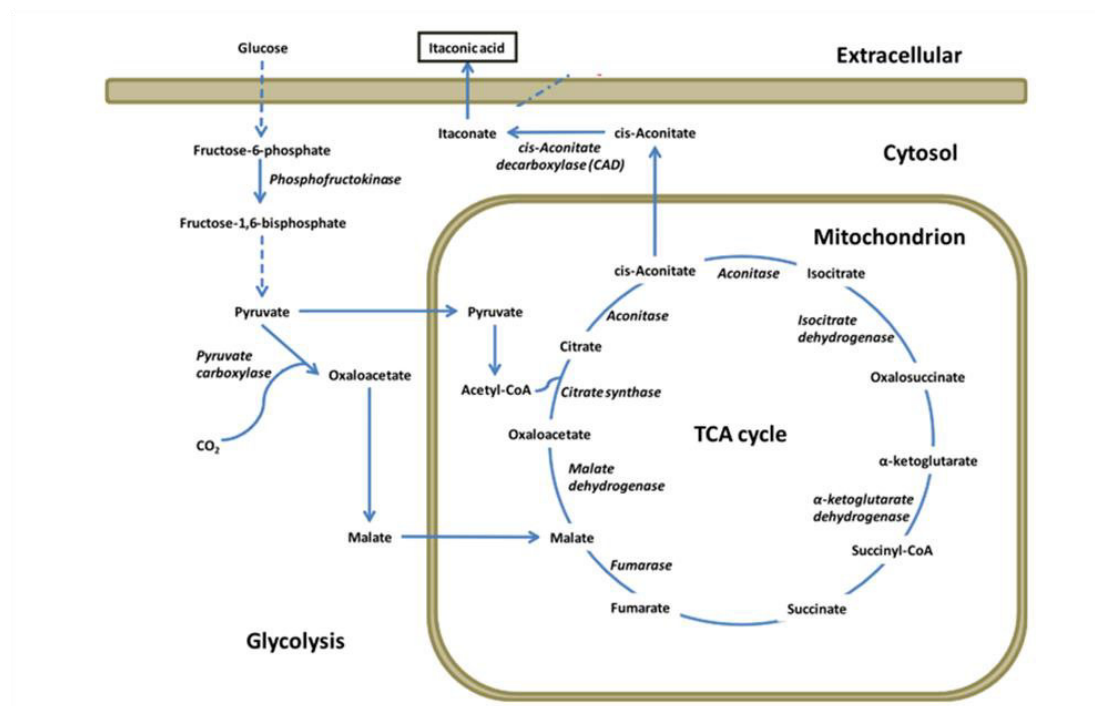 Glucose
Itaconic acid
Extracellular
Itaconate
cis-Aconitate
cis-Aconitate
decarboxylase (CAD)
Cytosol
Fructose-6-phosphate
Phosphofructokinase
Fructose-1,6-bisphosphate
Mitochondrion
cis-Aconitate
Aconitase
Isocitrate
Pyruvate
Pyruvate
Aconitase
Isocitrate
dehydrogenase
Citrate
Pyruvate
carboxylase
Oxaloacetate
Acetyl-CoA
Citrate synthase
Oxalosuccinate
CO₂
Oxaloacetate
TCA cycle
α-ketoglutarate
Malate
dehydrogenase
α-ketoglutarate
dehydrogenase
Malate
Malate
Succinyl-CoA
Fumarase
Fumarate
Succinate
Glycolysis